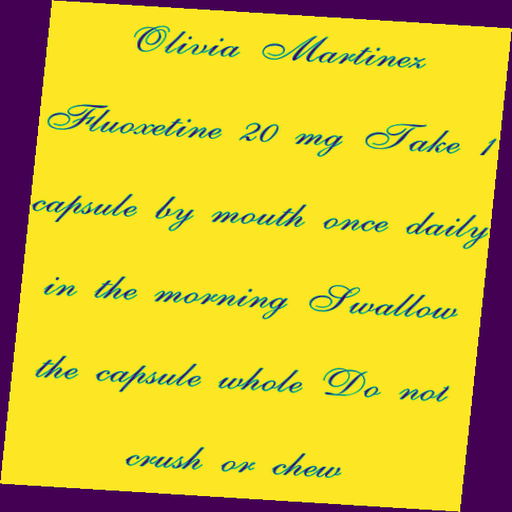 Olivia Martinez
Fluoxetine 20 mg Take 1
capsule by mouth once daily
in the morning Swallow
the capsule whole Do not
crush or chew